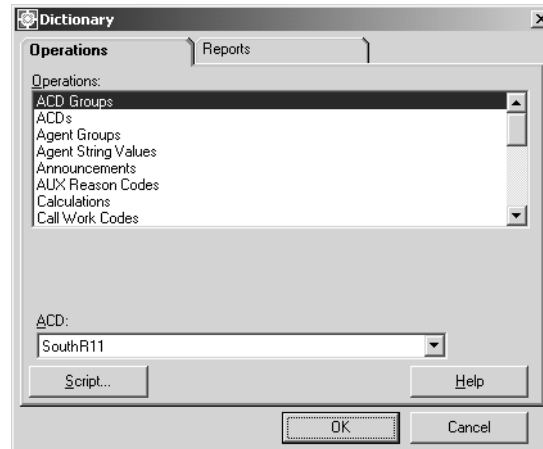 Dictionary
Operations
Reports
Operations:
ACD Groups
ACDs
Agent Groups
Agent String Values
Announcements
AUX Reason Codes
Calculations
Call Work Codes
ACD:
SouthR11
Script...
Help
OK
Cancel